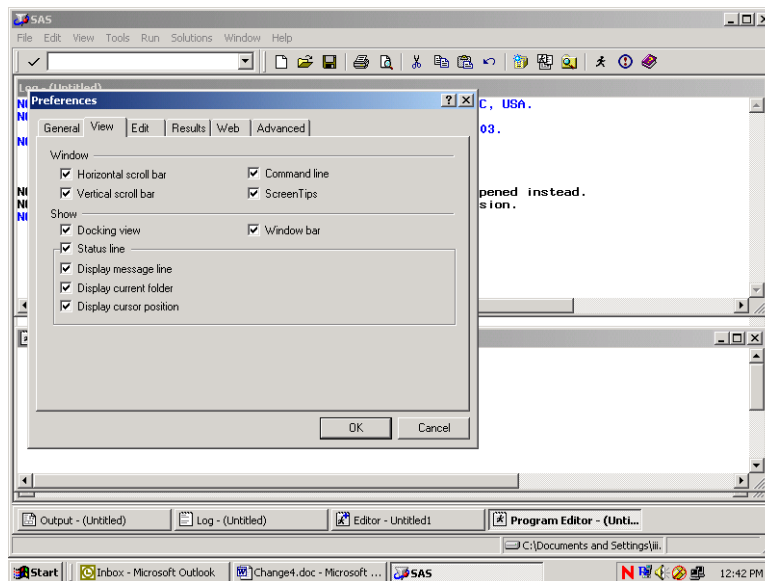 SAS
File Edit View Tools Run Solutions Window Help
Log - (Untitled)
Preferences
C, USA.
General View Edit Results Web Advanced
03.
Window
Horizontal scroll bar Command line
Vertical scroll bar ScreenTips
pened instead.
sion.
Show
Docking view Window bar
Status line
Display message line
Display current folder
Display cursor position
OK Cancel
Output - (Untitled) Log - (Untitled) Editor - Untitled1 Program Editor - (Unti...
C:\Documents and Settings\iii.
Start Inbox - Microsoft Outlook Change4.doc - Microsoft ... SAS N 12:42 PM